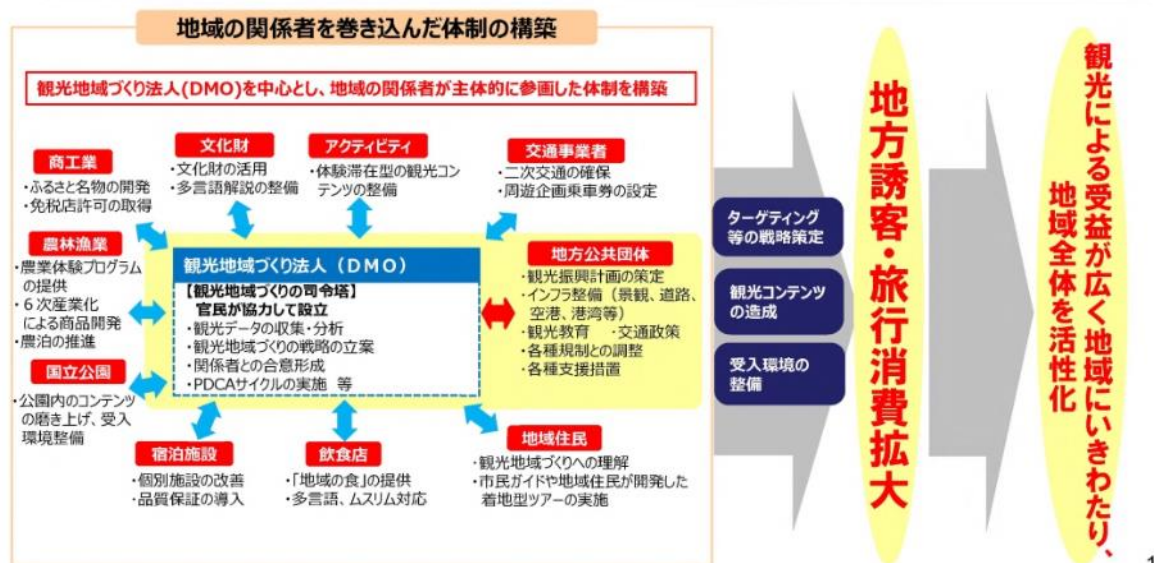 地域の関係者を巻き込んだ体制の構築
観光地域づくり法人(DMO)を中心とし、地域の関係者が主体的に参画した体制を構築
商工業
・ふるさと名物の開発
・免税店許可の取得
文化財
・文化財の活用
・多言語解説の整備
アクティビティ
・体験滞在型の観光コン
テンツの整備
交通事業者
・二次交通の確保
・周遊企画乗車券の設定
農林漁業
・農業体験プログラム
の提供
・6次産業化
による商品開発
・農泊の推進
観光地域づくり法人（DMO）
【観光地域づくりの司令塔】
官民が協力して設立
・観光データの収集・分析
・観光地域づくりの戦略の立案
・関係者との合意形成
・PDCAサイクルの実施 等
地方公共団体
・観光振興計画の策定
・インフラ整備（景観、道路、
空港、港湾等）
・観光教育 ・交通政策
・各種規制との調整
・各種支援措置
国立公園
・公園内のコンテンツ
の磨き上げ、受入
環境整備
宿泊施設
・個別施設の改善
・品質保証の導入
飲食店
・「地域の食」の提供
・多言語、ムスリム対応
地域住民
・観光地域づくりへの理解
・市民ガイドや地域住民が開発した
着地型ツアーの実施
ターゲティング
等の戦略策定
観光コンテンツ
の造成
受入環境の
整備
地方誘客・旅行消費拡大
観光による受益が広く地域にいきわたり、
地域全体を活性化
1